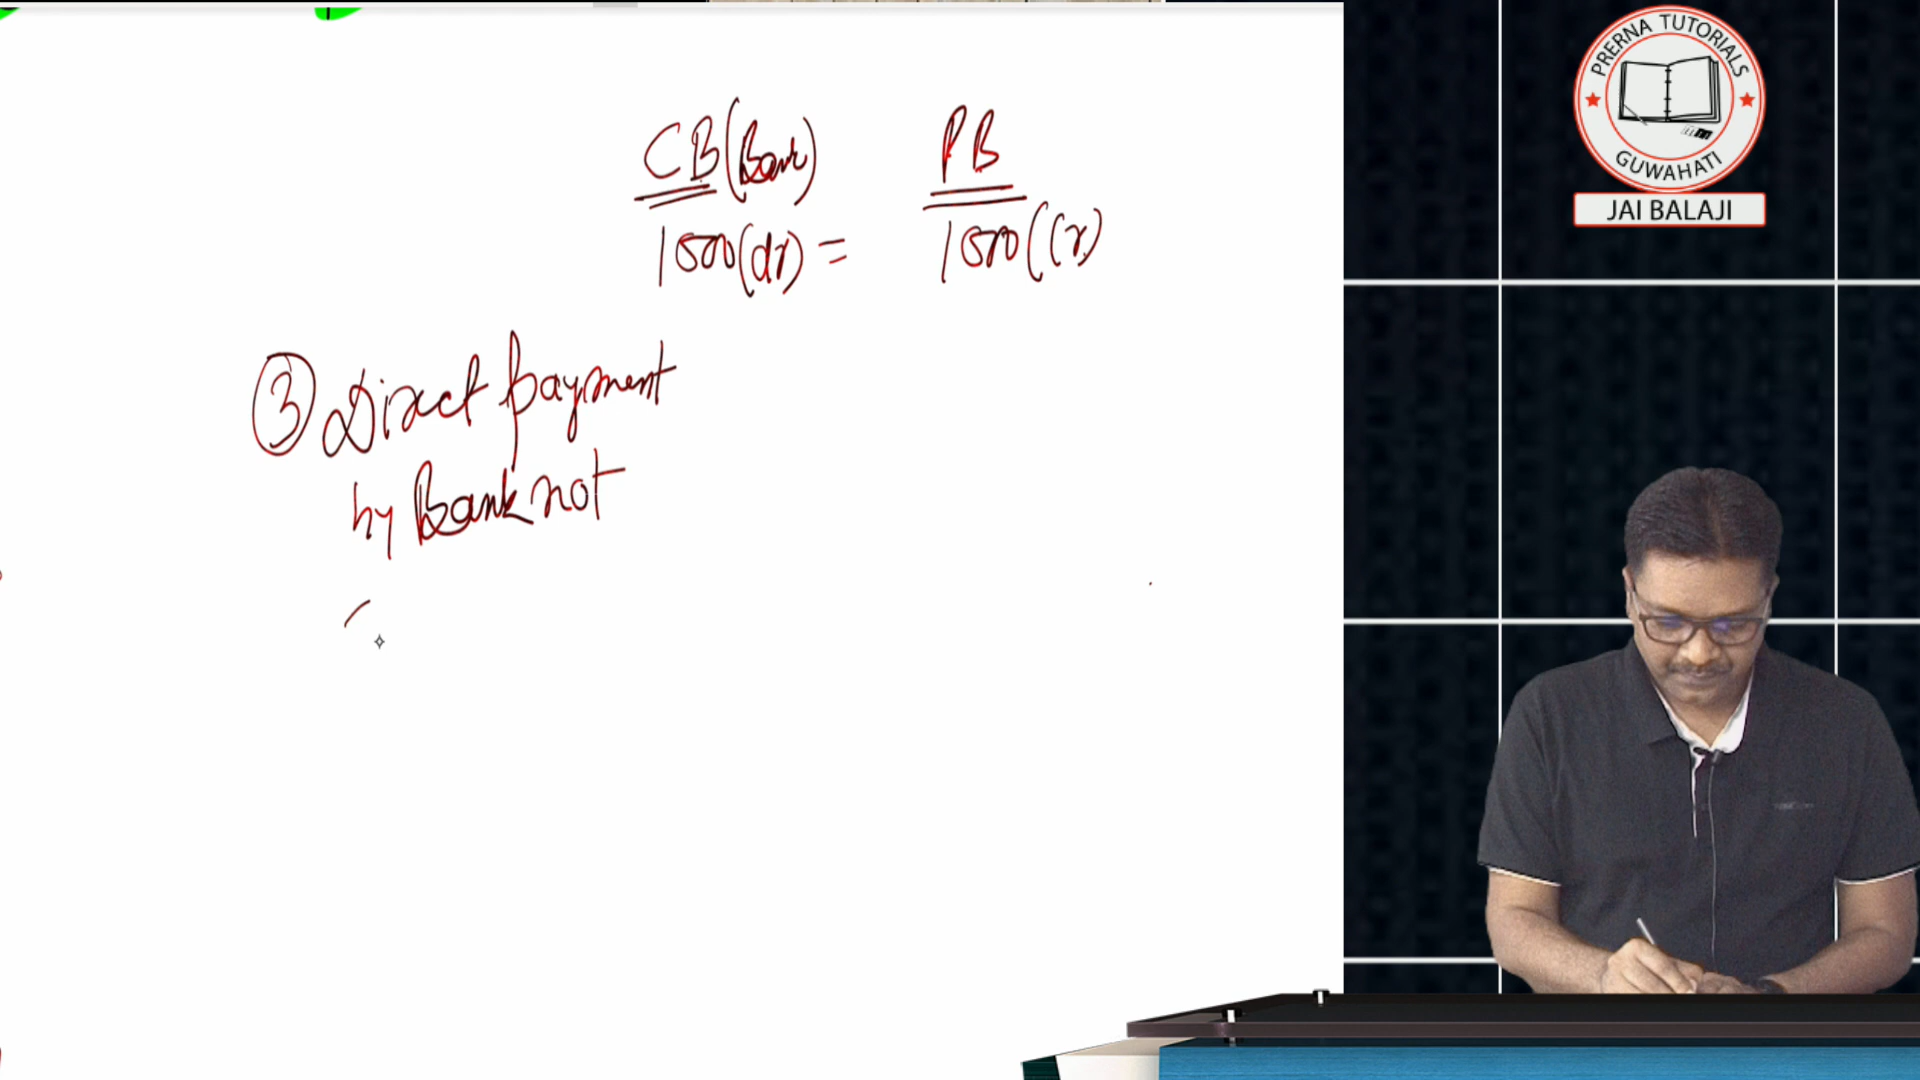 CB (Bank) PB
1500 (dr) = 1500 (Cr)
③ Direct payment
by Bank not
PRERNA TUTORIALS
GUWAHATI
JAI BALAJI